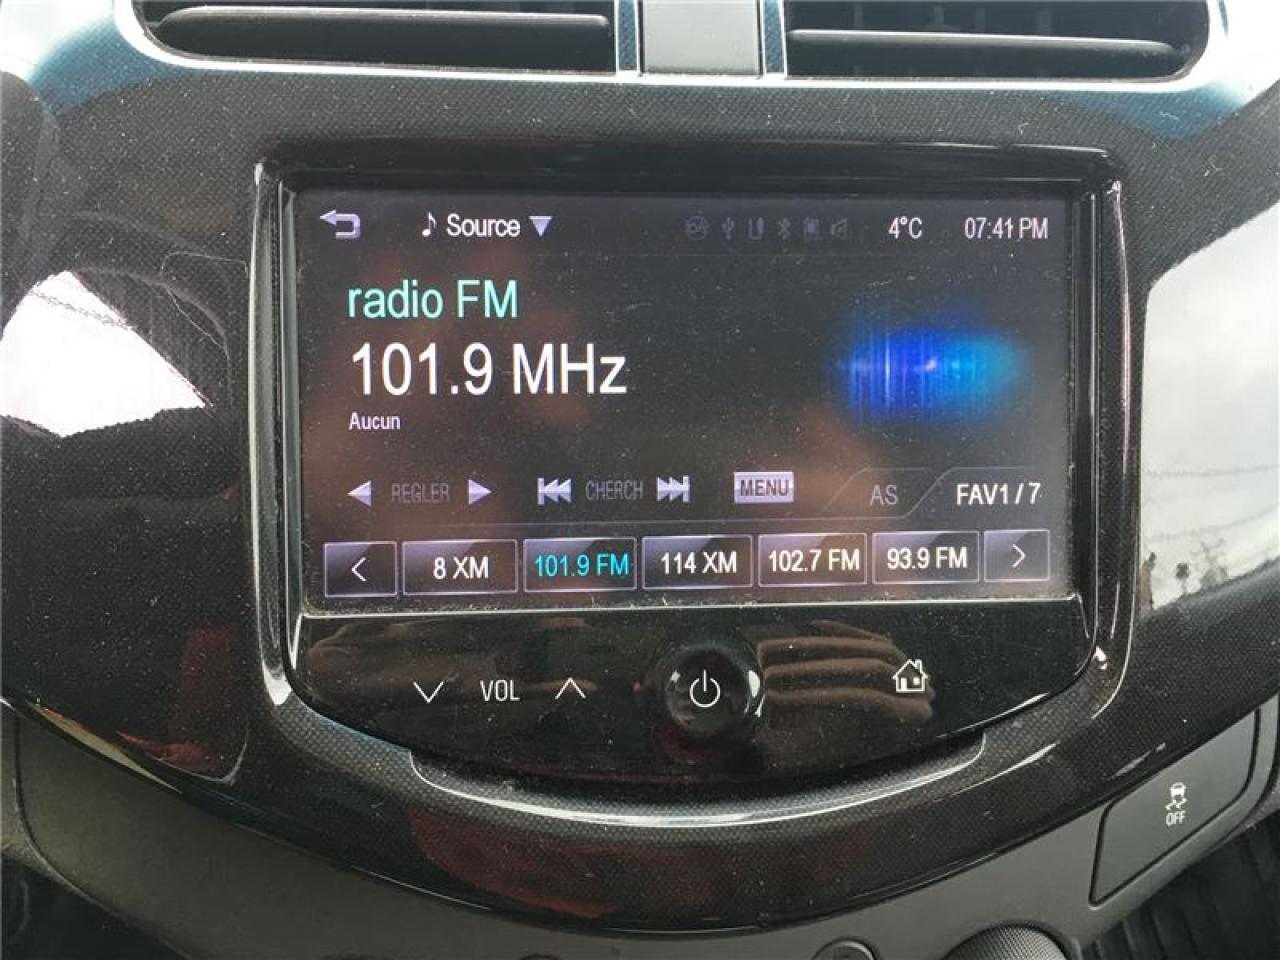 Source 4°C 07:41 PM
radio FM
101.9 MHz
Aucun
REGLER CHERCH MENU AS FAV1 / 7
< 8 XM 101.9 FM 114 XM 102.7 FM 93.9 FM >
VOL
OFF